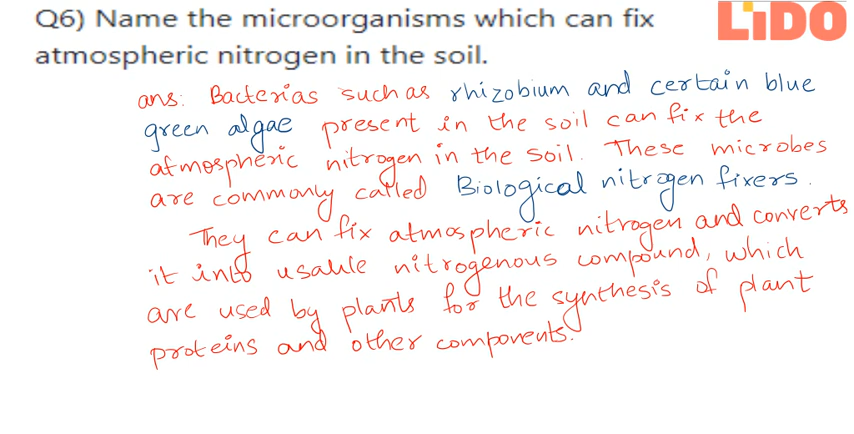 Q6) Name the microorganisms which can fix
LiDO
atmospheric nitrogen in the soil.
ans: Bacterias such as rhizobium and certain blue
green algae present in the soil can fix the
atmospheric nitrogen in the soil. These microbes
are commonly called Biological nitrogen fixers.
They can fix atmospheric nitrogen and converts
it into usable nitrogenous compound, which
are used by plants for the synthesis of plant
proteins and other components.